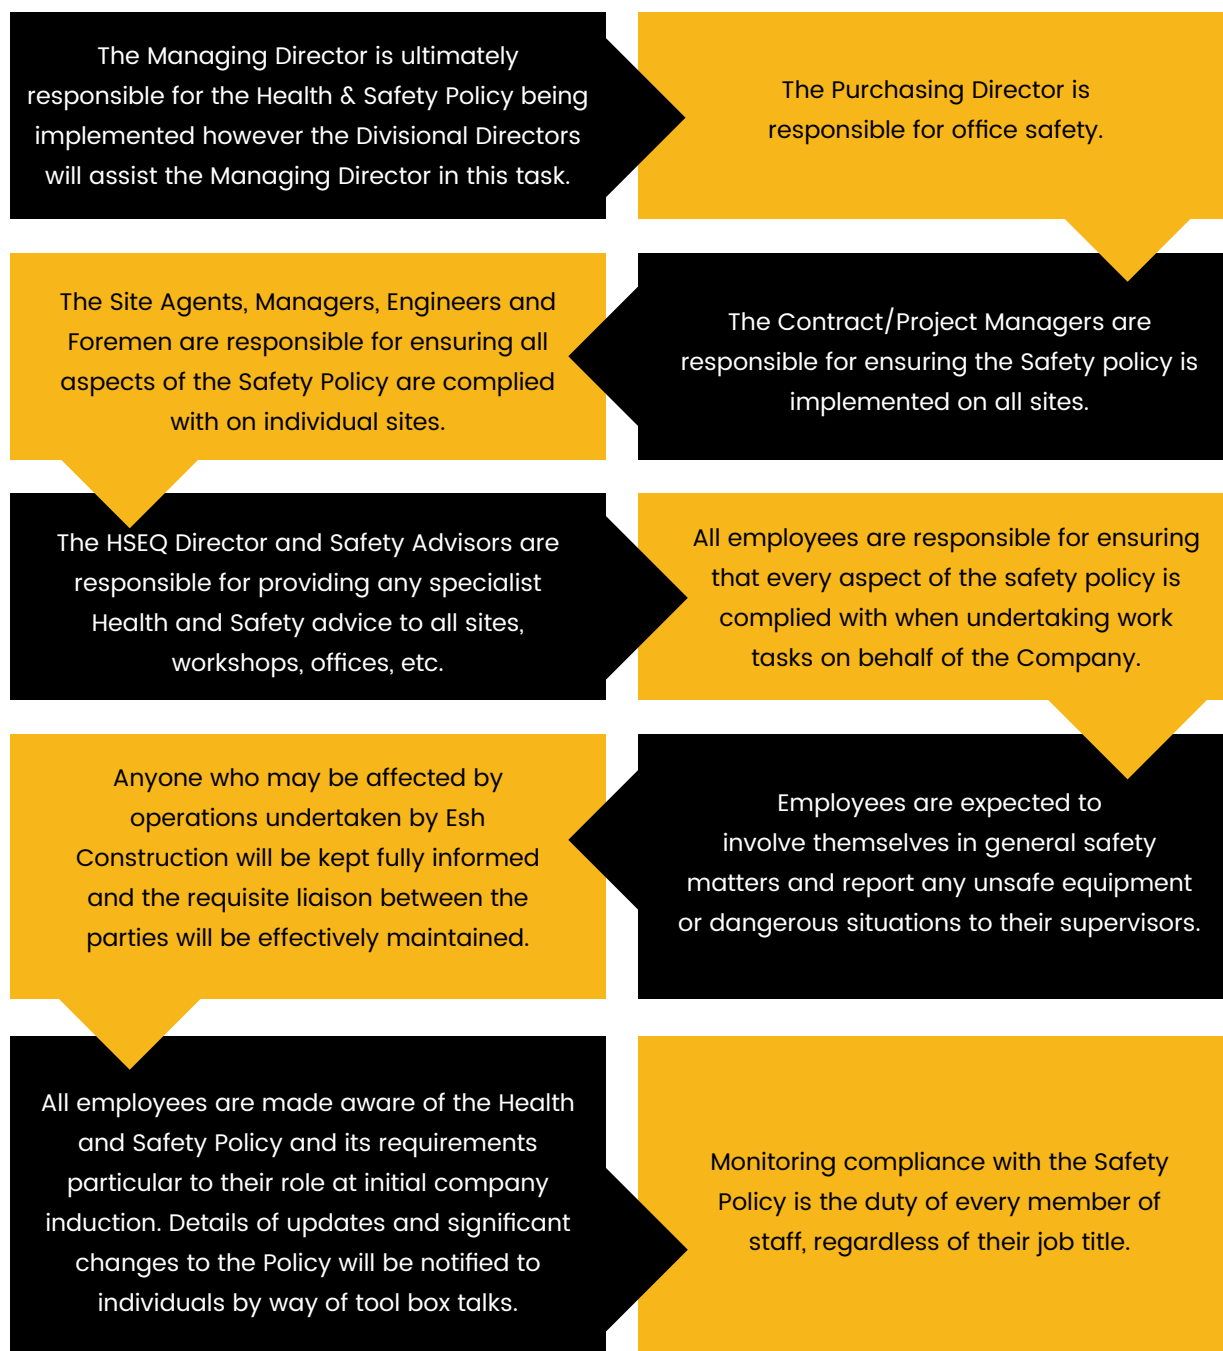 The Managing Director is ultimately
responsible for the Health & Safety Policy being
implemented however the Divisional Directors
will assist the Managing Director in this task.
The Purchasing Director is
responsible for office safety.
The Contract/Project Managers are
responsible for ensuring the Safety policy is
implemented on all sites.
The Site Agents, Managers, Engineers and
Foremen are responsible for ensuring all
aspects of the Safety Policy are complied
with on individual sites.
The HSEQ Director and Safety Advisors are
responsible for providing any specialist
Health and Safety advice to all sites,
workshops, offices, etc.
All employees are responsible for ensuring
that every aspect of the safety policy is
complied with when undertaking work
tasks on behalf of the Company.
Employees are expected to
involve themselves in general safety
matters and report any unsafe equipment
or dangerous situations to their supervisors.
Anyone who may be affected by
operations undertaken by Esh
Construction will be kept fully informed
and the requisite liaison between the
parties will be effectively maintained.
All employees are made aware of the Health
and Safety Policy and its requirements
particular to their role at initial company
induction. Details of updates and significant
changes to the Policy will be notified to
individuals by way of tool box talks.
Monitoring compliance with the Safety
Policy is the duty of every member of
staff, regardless of their job title.